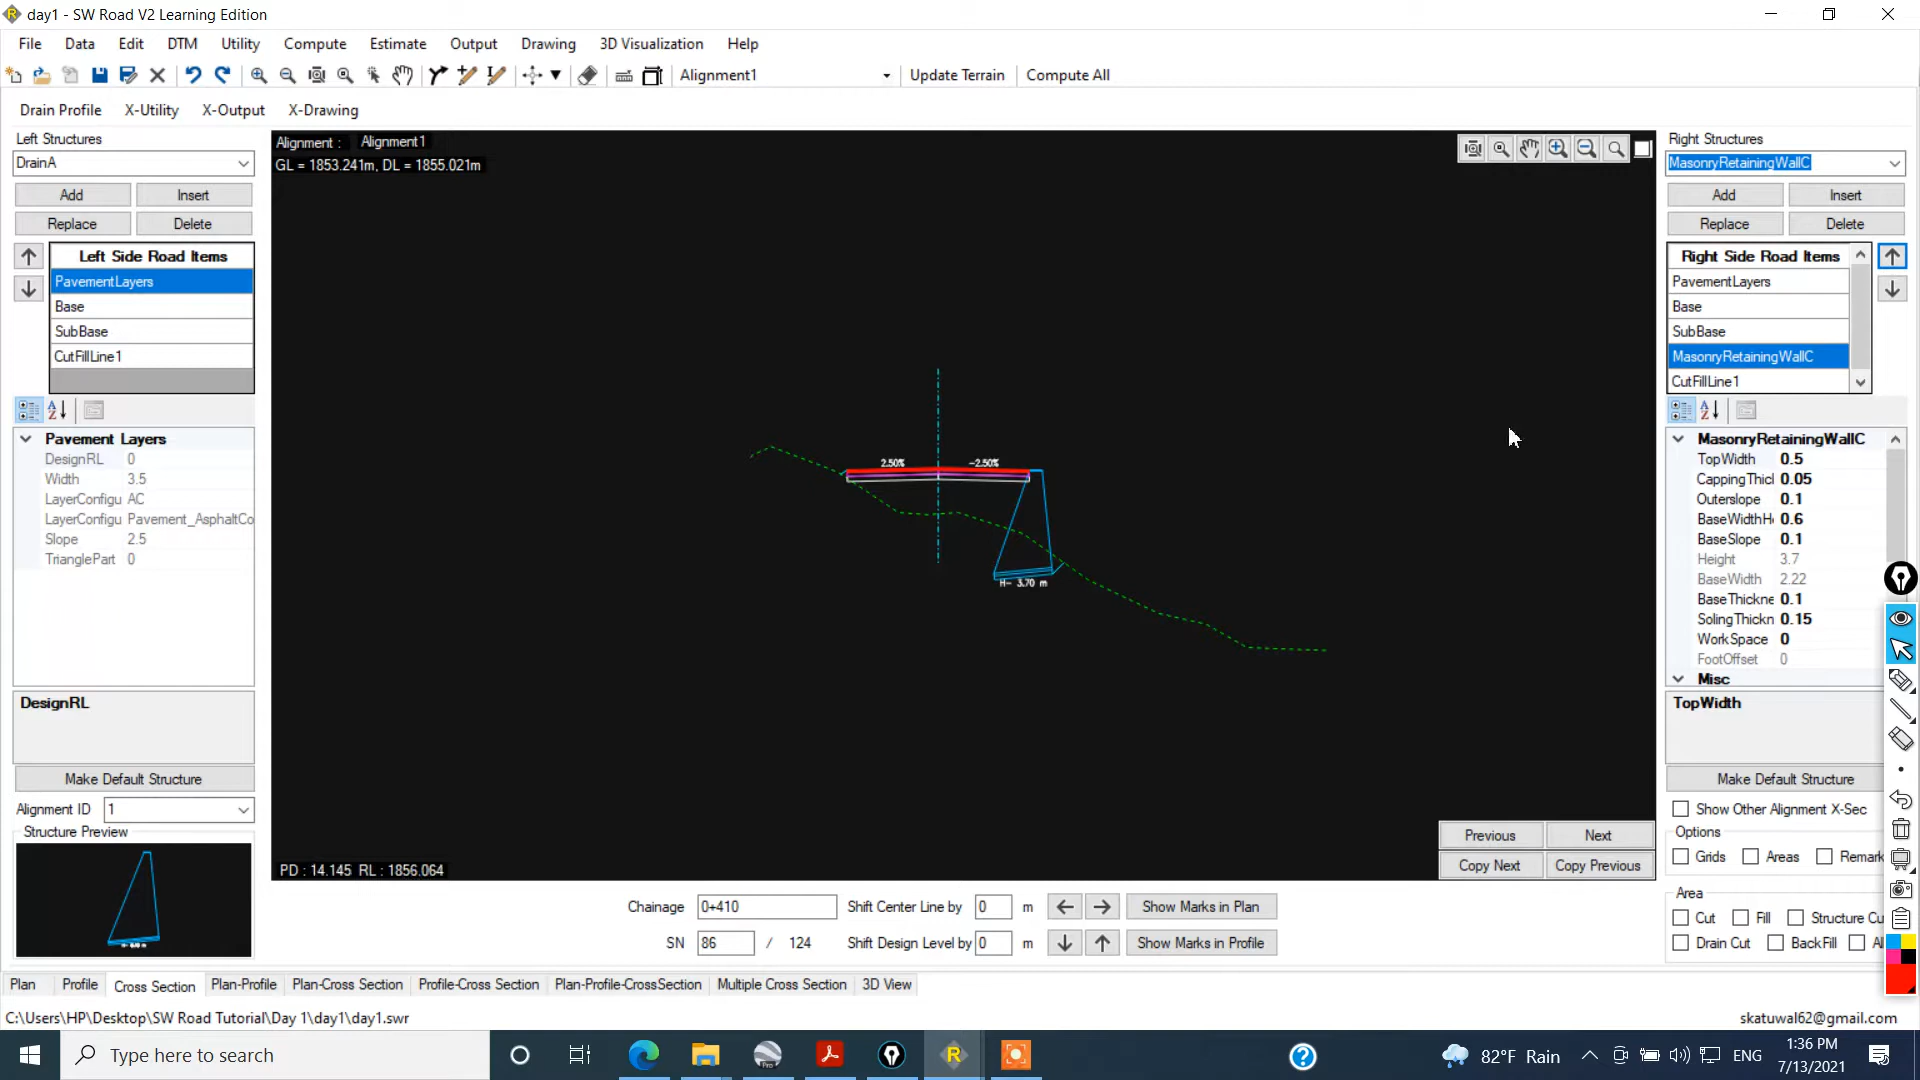 day1 - SW Road V2 Learning Edition
File Data Edit DTM Utility Compute Estimate Output Drawing 3D Visualization Help
Alignment1 Update Terrain Compute All
Drain Profile X-Utility X-Output X-Drawing
Left Structures
DrainA
Add Insert
Replace Delete
Left Side Road Items
PavementLayers
Base
SubBase
CutFillLine1
Pavement Layers
DesignRL 0
Width 3.5
LayerConfigu AC
LayerConfigu Pavement_AsphaltCo
Slope 2.5
TrianglePart 0
DesignRL
Make Default Structure
Alignment ID 1
Structure Preview
Alignment : Alignment1
GL = 1853.241m, DL = 1855.021m
2.50% -2.50%
H- 3.70 m
PD : 14.145 RL : 1856.064
Previous Next
Copy Next Copy Previous
Chainage 0+410 Shift Center Line by 0 m Show Marks in Plan
SN 86 / 124 Shift Design Level by 0 m Show Marks in Profile
Right Structures
MasonryRetainingWallC
Add Insert
Replace Delete
Right Side Road Items
PavementLayers
Base
SubBase
MasonryRetainingWallC
CutFillLine1
MasonryRetainingWallC
TopWidth 0.5
CappingThicl 0.05
Outerslope 0.1
BaseWidthHe 0.6
BaseSlope 0.1
Height 3.7
BaseWidth 2.22
BaseThickne 0.1
SolingThickn 0.15
WorkSpace 0
FootOffset 0
Misc
TopWidth
Make Default Structure
Show Other Alignment X-Sec
Options
Grids Areas Remark
Area
Cut Fill Structure Cu
Drain Cut BackFill Al
Plan Profile Cross Section Plan-Profile Plan-Cross Section Profile-Cross Section Plan-Profile-CrossSection Multiple Cross Section 3D View
C:\Users\HP\Desktop\SW Road Tutorial\Day 1\day1\day1.swr
skatuwal62@gmail.com
Type here to search
82°F Rain ENG
1:36 PM
7/13/2021